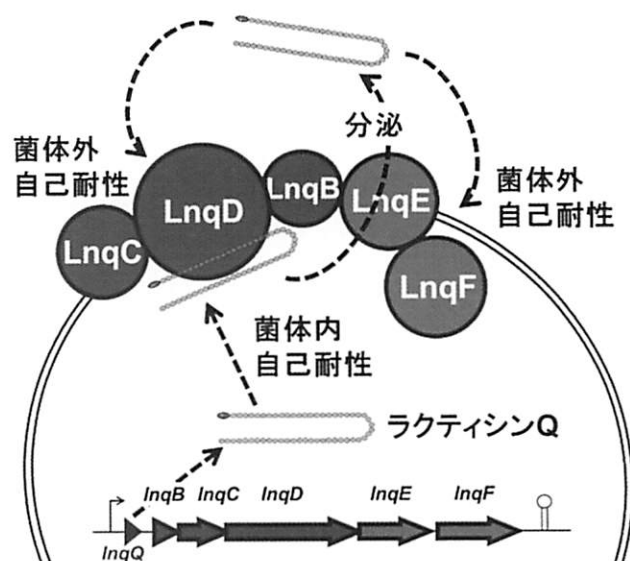 分泌
菌体外
自己耐性
LnqD
LnqB
LnqE
菌体外
自己耐性
LnqC
LnqF
菌体内
自己耐性
ラクティシンQ
lnqB
lnqC
lnqD
lnqE
lnqF
lnqQ